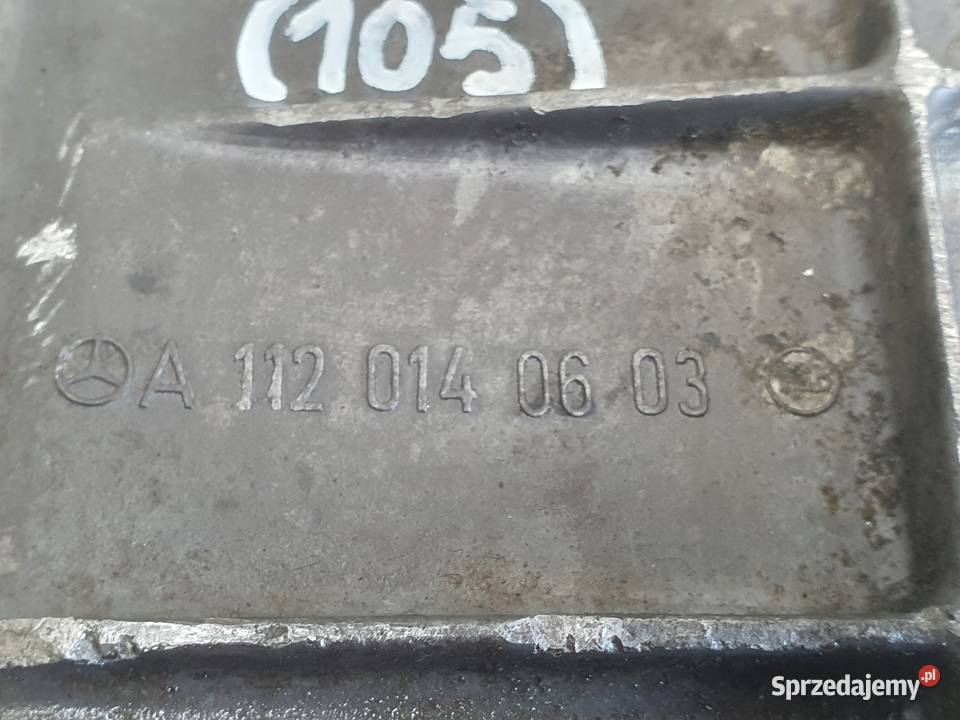 (105)
A 112 014 06 03
Sprzedajemy.pl